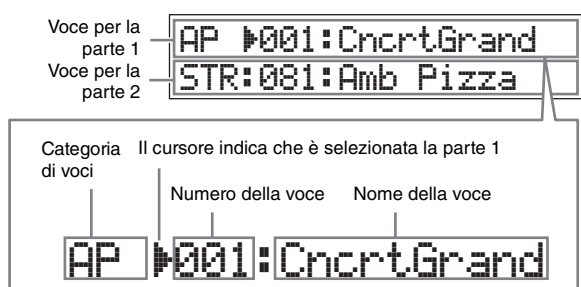 Voce per la
parte 1
AP ▶001:CncrtGrand
Voce per la
parte 2
STR:081:Amb Pizza
Categoria
di voci
Il cursore indica che è selezionata la parte 1
Numero della voce
Nome della voce
AP ▶001:CncrtGrand